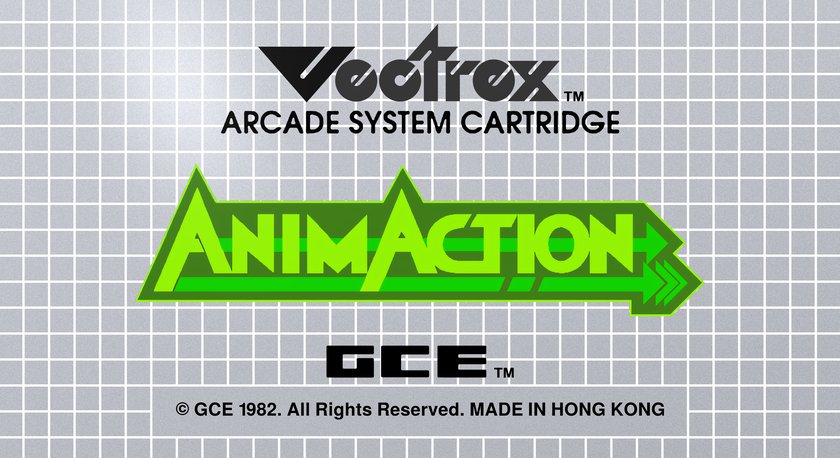 Vectrex™
ARCADE SYSTEM CARTRIDGE
ANIMACTION
GCE™
© GCE 1982. All Rights Reserved. MADE IN HONG KONG